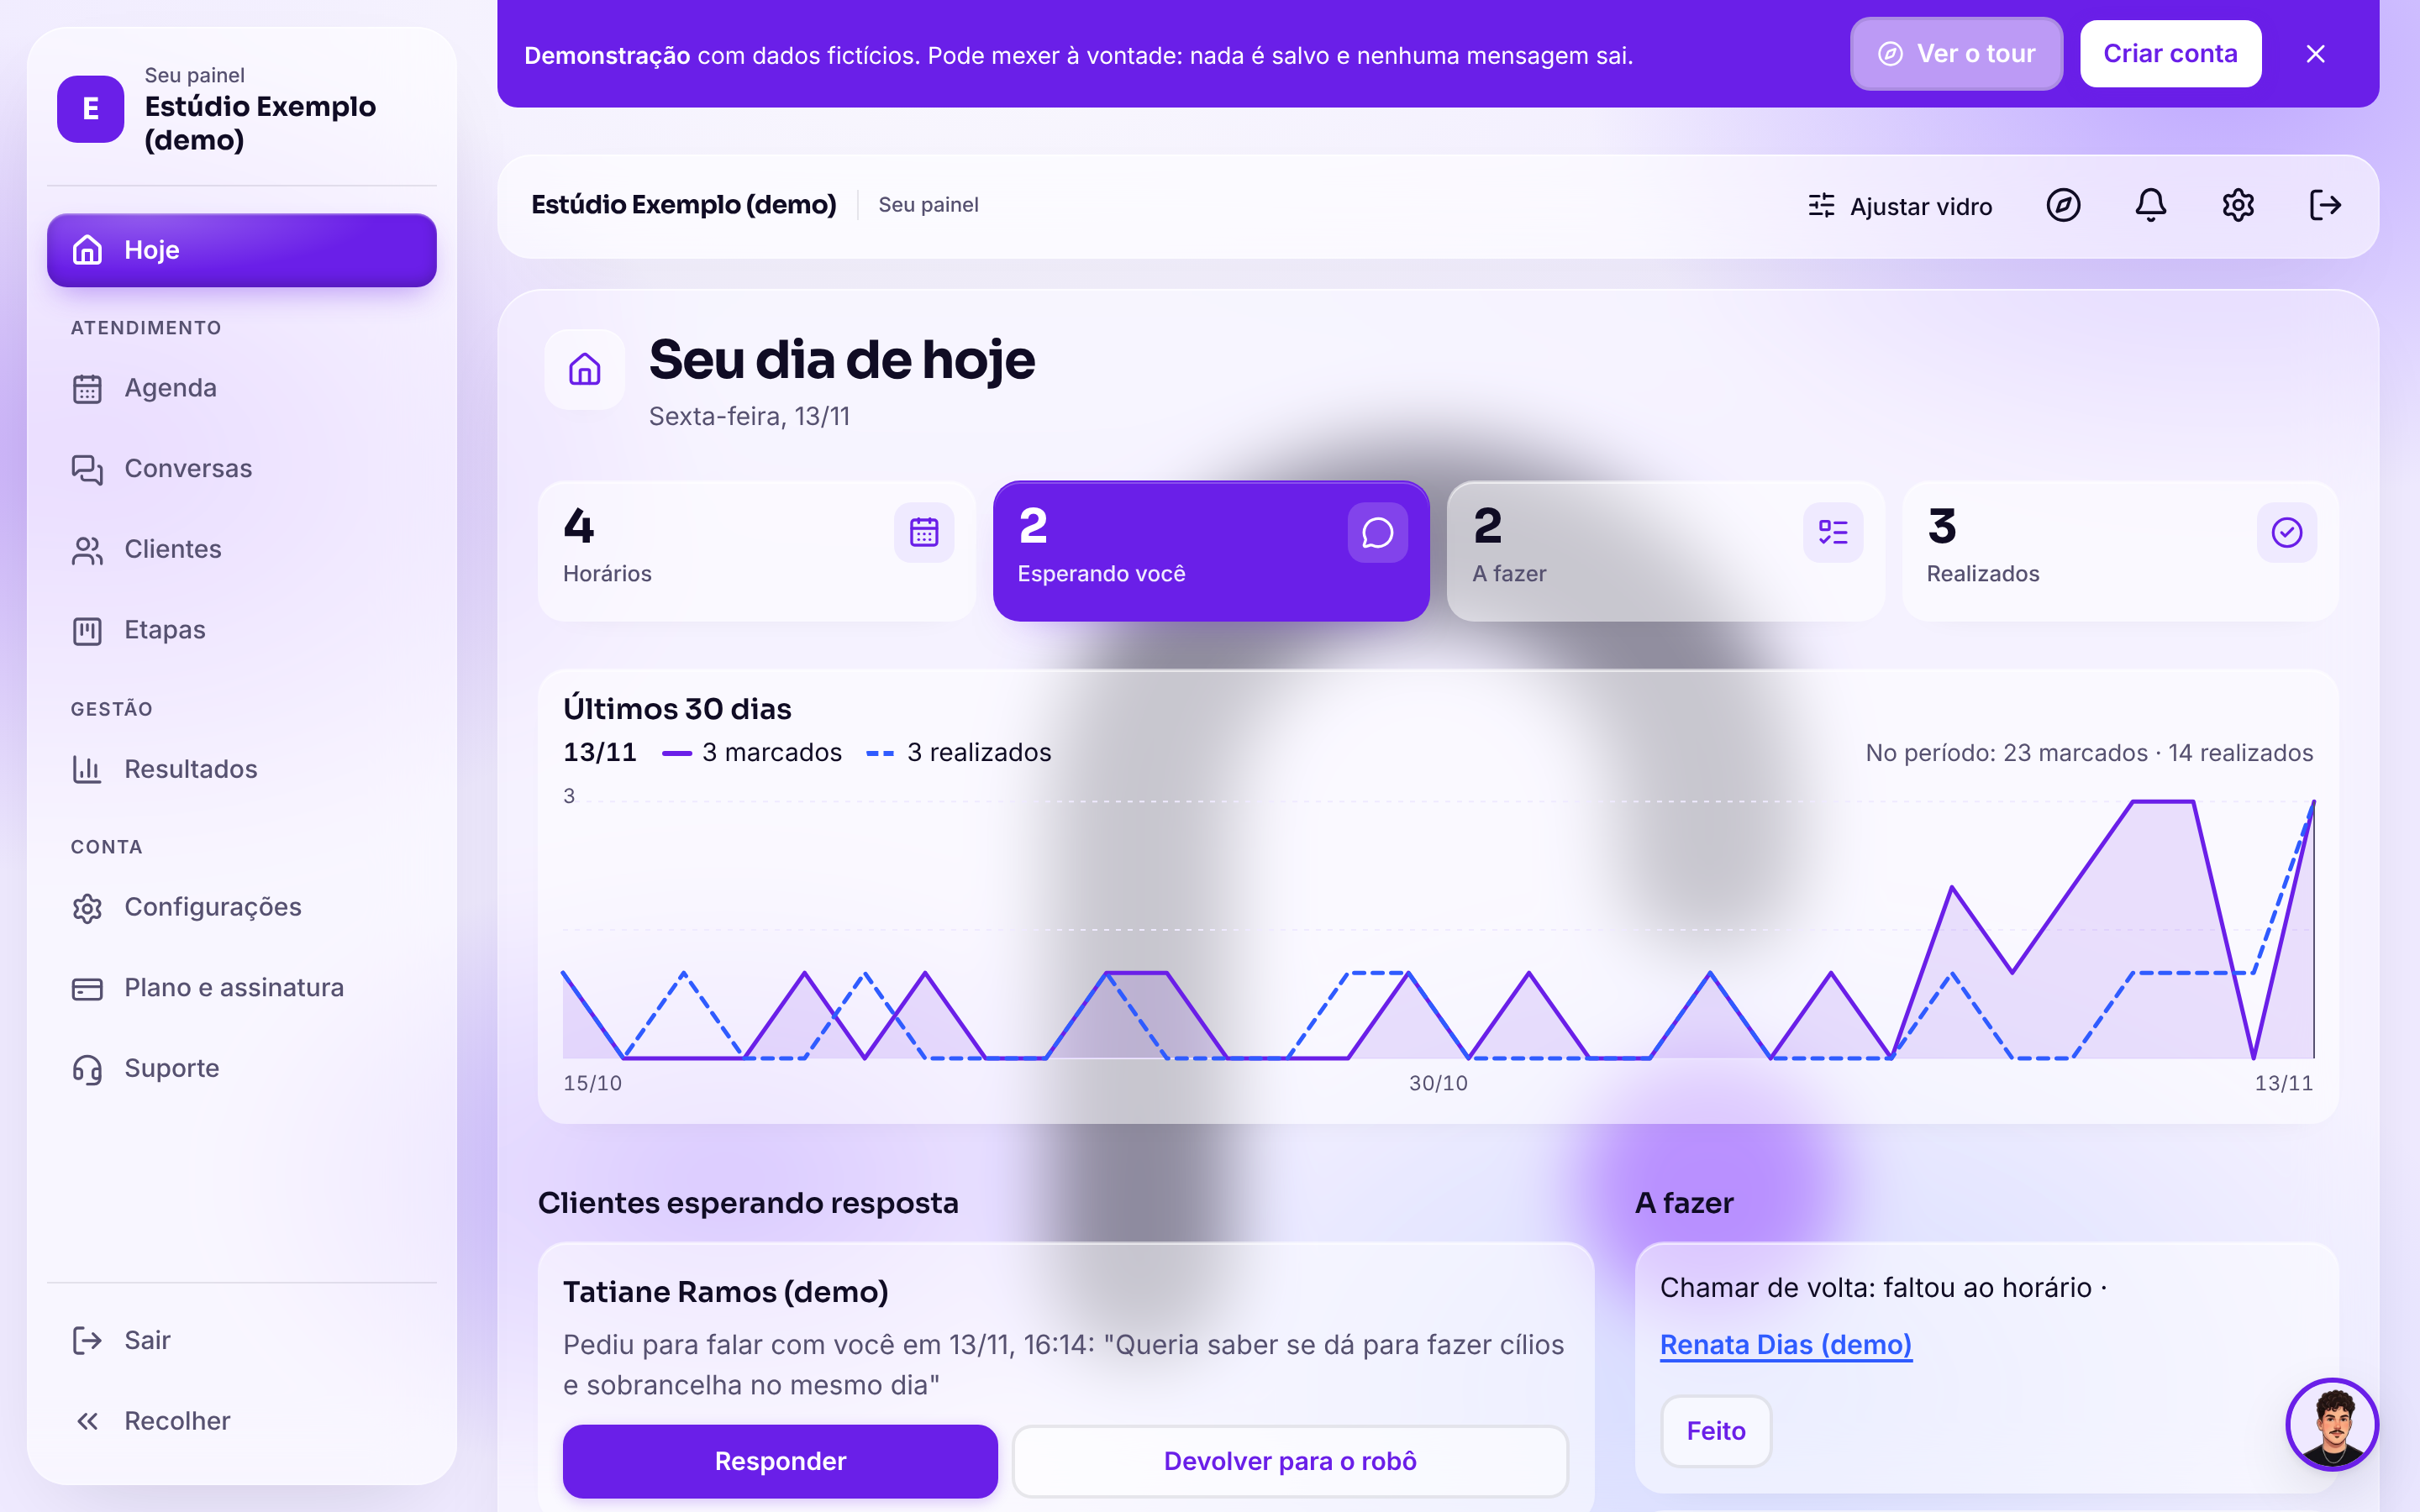 Seu painel
E
Estúdio Exemplo
(demo)
Hoje
ATENDIMENTO
Agenda
Conversas
Clientes
Etapas
GESTÃO
Resultados
CONTA
Configurações
Plano e assinatura
Suporte
Sair
Recolher
Demonstração com dados fictícios. Pode mexer à vontade: nada é salvo e nenhuma mensagem sai.
Ver o tour
Criar conta
Estúdio Exemplo (demo)
Seu painel
Ajustar vidro
Seu dia de hoje
Sexta-feira, 13/11
4
Horários
2
Esperando você
2
A fazer
3
Realizados
Últimos 30 dias
13/11 3 marcados 3 realizados
No período: 23 marcados · 14 realizados
3
15/10 30/10 13/11
Clientes esperando resposta
Tatiane Ramos (demo)
Pediu para falar com você em 13/11, 16:14: "Queria saber se dá para fazer cílios
e sobrancelha no mesmo dia"
Responder
Devolver para o robô
A fazer
Chamar de volta: faltou ao horário ·
Renata Dias (demo)
Feito